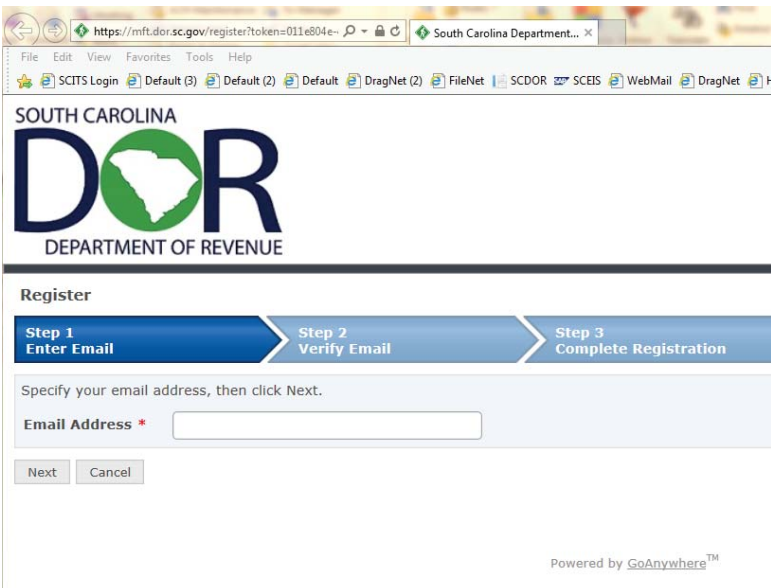 https://mft.dor.sc.gov/register?token=011e804e-
South Carolina Department...
File Edit View Favorites Tools Help
SCITS Login Default (3) Default (2) Default DragNet (2) FileNet SCDOR SCEIS WebMail DragNet
SOUTH CAROLINA
DOR
DEPARTMENT OF REVENUE
Register
Step 1 Step 2 Step 3
Enter Email Verify Email Complete Registration
Specify your email address, then click Next.
Email Address *
Next Cancel
Powered by GoAnywhere™